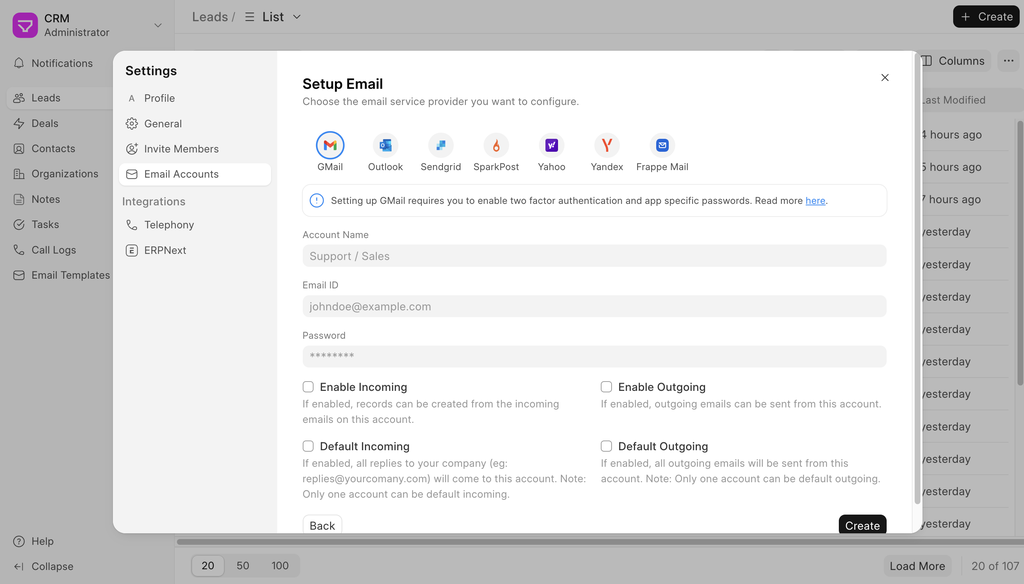 CRM
Administrator
Leads / List
Create
Notifications
Leads
Deals
Contacts
Organizations
Notes
Tasks
Call Logs
Email Templates
Help
Collapse
Columns
Last Modified
4 hours ago
5 hours ago
7 hours ago
yesterday
yesterday
yesterday
yesterday
yesterday
yesterday
yesterday
yesterday
yesterday
yesterday
Settings
A Profile
General
Invite Members
Email Accounts
Integrations
Telephony
ERPNext
Setup Email
Choose the email service provider you want to configure.
GMail
Outlook
Sendgrid
SparkPost
Yahoo
Yandex
Frappe Mail
Setting up GMail requires you to enable two factor authentication and app specific passwords. Read more here.
Account Name
Support / Sales
Email ID
johndoe@example.com
Password
********
Enable Incoming
If enabled, records can be created from the incoming
emails on this account.
Enable Outgoing
If enabled, outgoing emails can be sent from this account.
Default Incoming
If enabled, all replies to your company (eg:
replies@yourcomany.com) will come to this account. Note:
Only one account can be default incoming.
Default Outgoing
If enabled, all outgoing emails will be sent from this
account. Note: Only one account can be default outgoing.
Back
Create
20
50
100
Load More
20 of 107